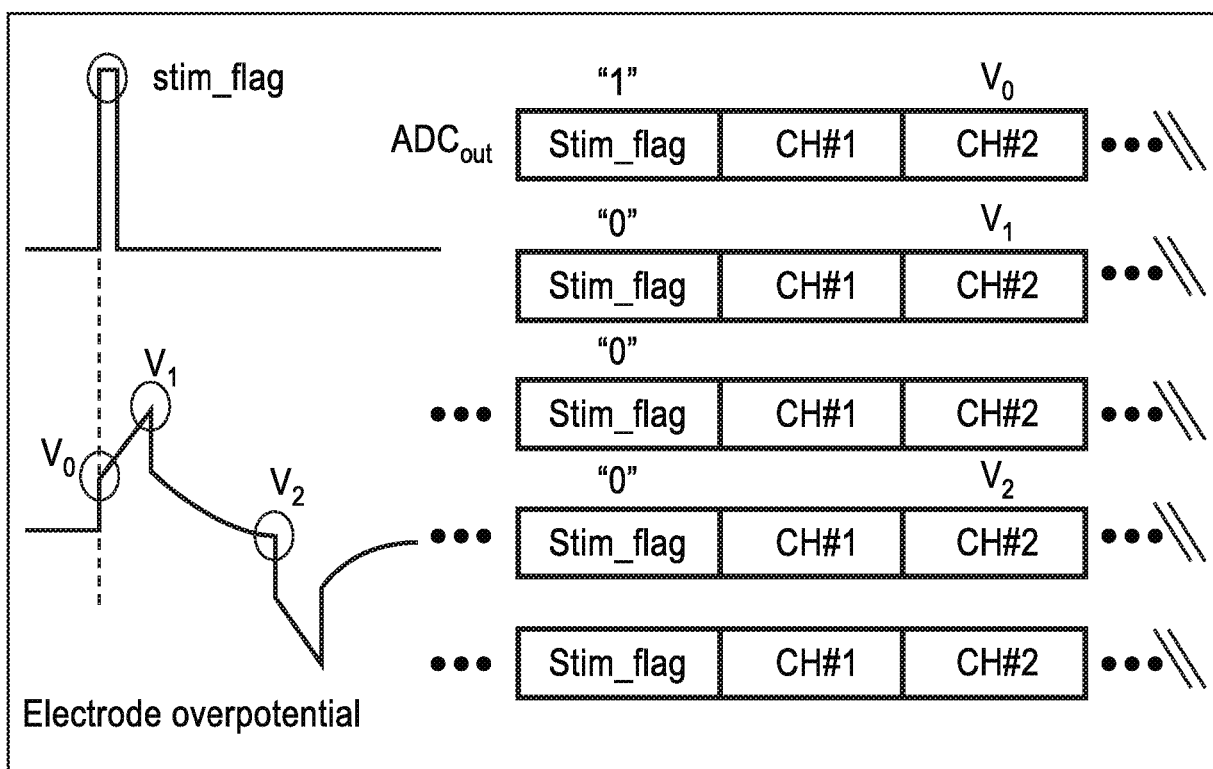 stim_flag
“1” V₀
ADCout Stim_flag CH#1 CH#2 •••
“0” V₁
Stim_flag CH#1 CH#2 •••
V₁
“0”
••• Stim_flag CH#1 CH#2 •••
V₀
V₂
“0” V₂
••• Stim_flag CH#1 CH#2 •••
••• Stim_flag CH#1 CH#2 •••
Electrode overpotential